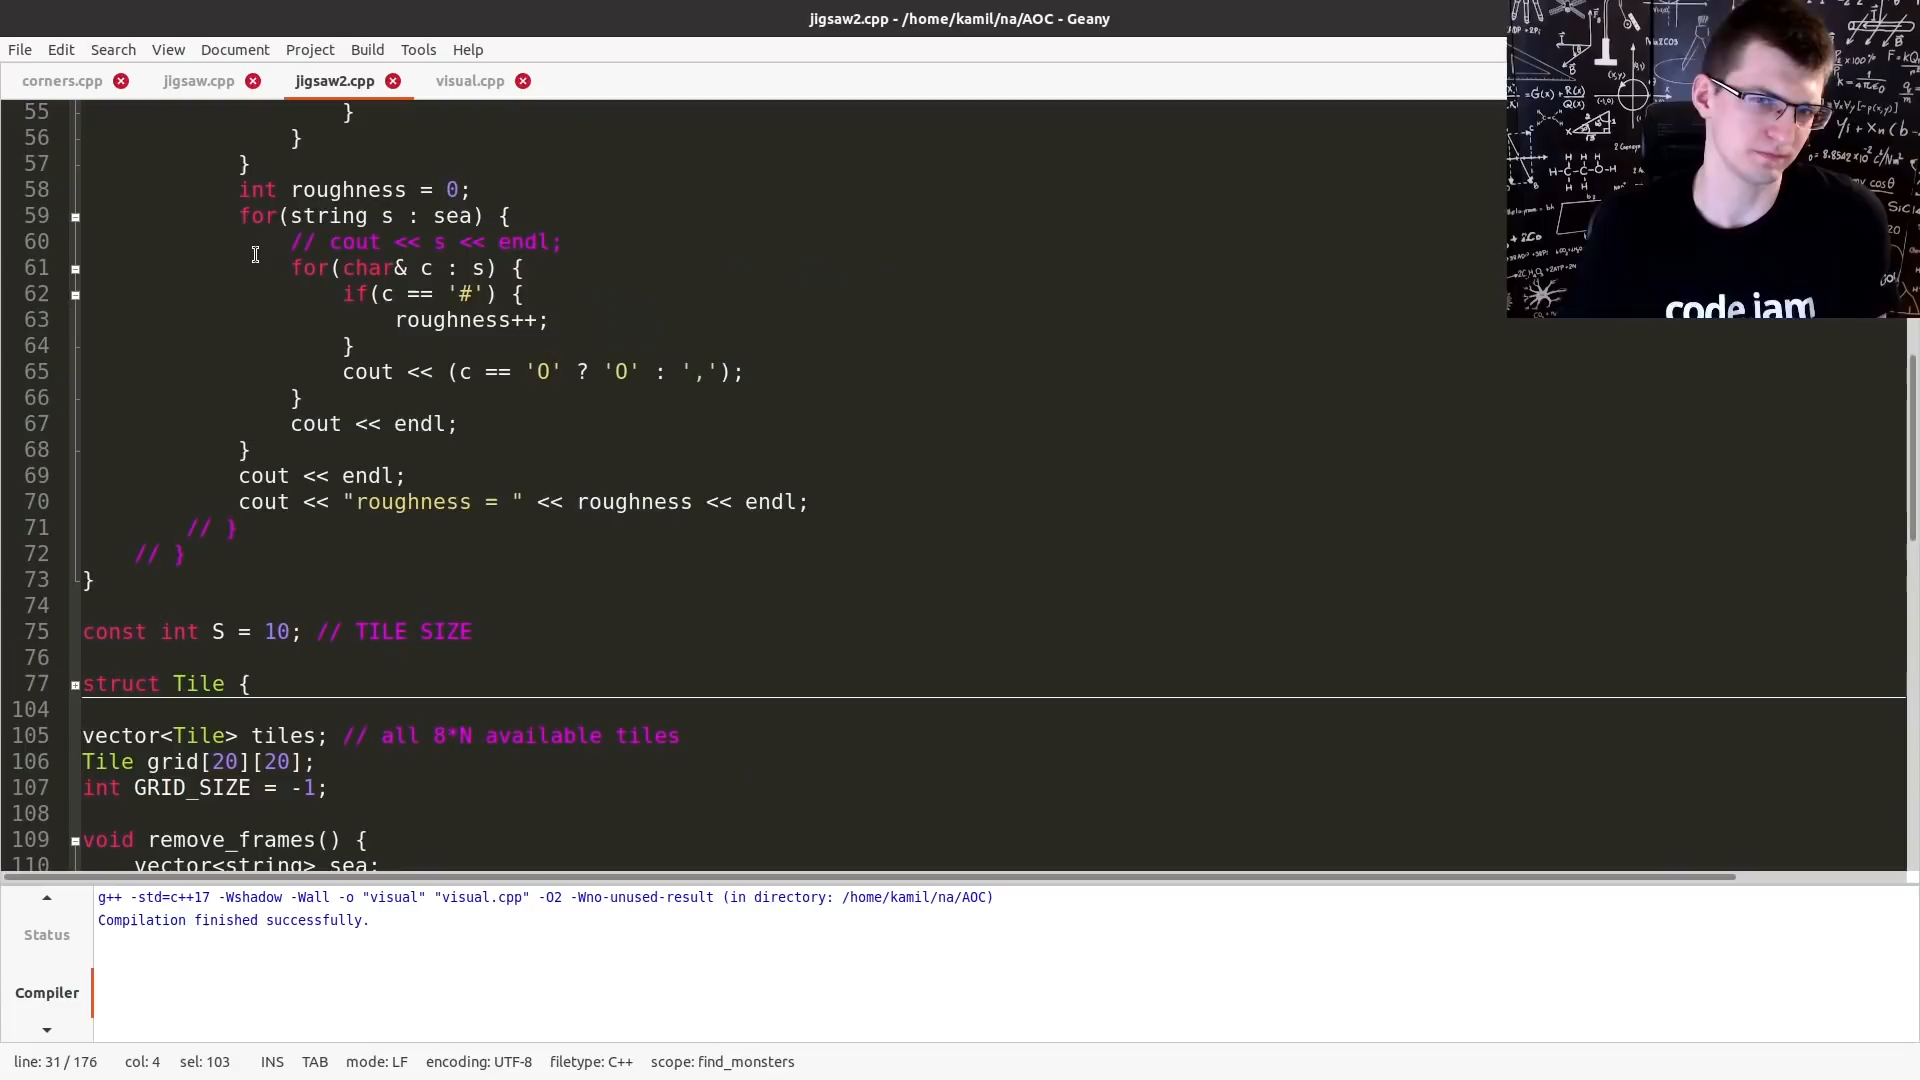 jigsaw2.cpp - /home/kamil/na/AOC - Geany
File Edit Search View Document Project Build Tools Help
corners.cpp jigsaw.cpp jigsaw2.cpp visual.cpp
55 }
56 }
57 }
58 int roughness = 0;
59 for(string s : sea) {
60 // cout << s << endl;
61 for(char& c : s) {
62 if(c == '#') {
63 roughness++;
64 }
65 cout << (c == 'O' ? 'O' : ',');
66 }
67 cout << endl;
68 }
69 cout << endl;
70 cout << "roughness = " << roughness << endl;
71 // }
72 // }
73 }
74
75 const int S = 10; // TILE SIZE
76
77 struct Tile {
104
105 vector<Tile> tiles; // all 8*N available tiles
106 Tile grid[20][20];
107 int GRID_SIZE = -1;
108
109 void remove_frames() {
110 vector<string> sea;
code jam
g++ -std=c++17 -Wshadow -Wall -o "visual" "visual.cpp" -O2 -Wno-unused-result (in directory: /home/kamil/na/AOC)
Compilation finished successfully.
Status
Compiler
line: 31 / 176 col: 4 sel: 103 INS TAB mode: LF encoding: UTF-8 filetype: C++ scope: find_monsters